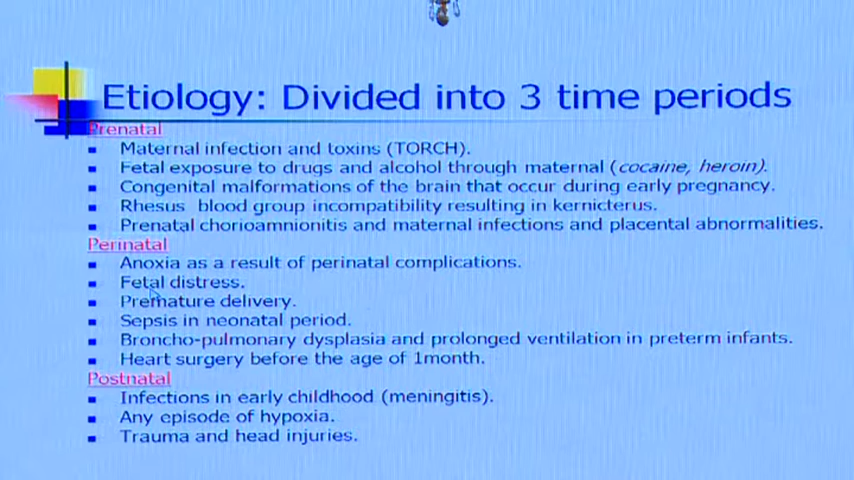 Etiology: Divided into 3 time periods
Prenatal
Maternal infection and toxins (TORCH).
Fetal exposure to drugs and alcohol through maternal (cocaine, heroin).
Congenital malformations of the brain that occur during early pregnancy.
Rhesus blood group incompatibility resulting in kernicterus.
Prenatal chorioamnionitis and maternal infections and placental abnormalities.
Perinatal
Anoxia as a result of perinatal complications.
Fetal distress.
Premature delivery.
Sepsis in neonatal period.
Broncho-pulmonary dysplasia and prolonged ventilation in preterm infants.
Heart surgery before the age of 1month.
Postnatal
Infections in early childhood (meningitis).
Any episode of hypoxia.
Trauma and head injuries.